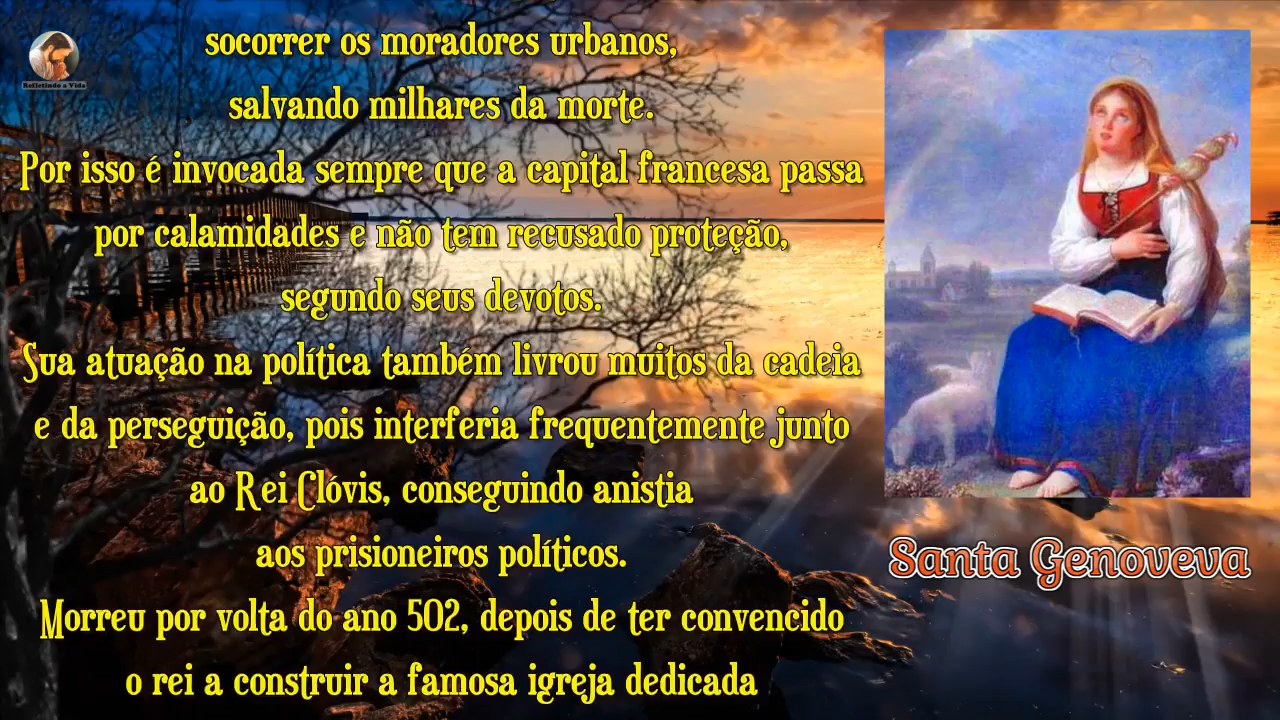 Refletindo a Vida
socorrer os moradores urbanos,
salvando milhares da morte.
Por isso é invocada sempre que a capital francesa passa
por calamidades e não tem recusado proteção,
segundo seus devotos.
Sua atuação na política também livrou muitos da cadeia
e da perseguição, pois interferia frequentemente junto
ao Rei Clóvis, conseguindo anistia
aos prisioneiros políticos.
Morreu por volta do ano 502, depois de ter convencido
o rei a construir a famosa igreja dedicada
Santa Genoveva